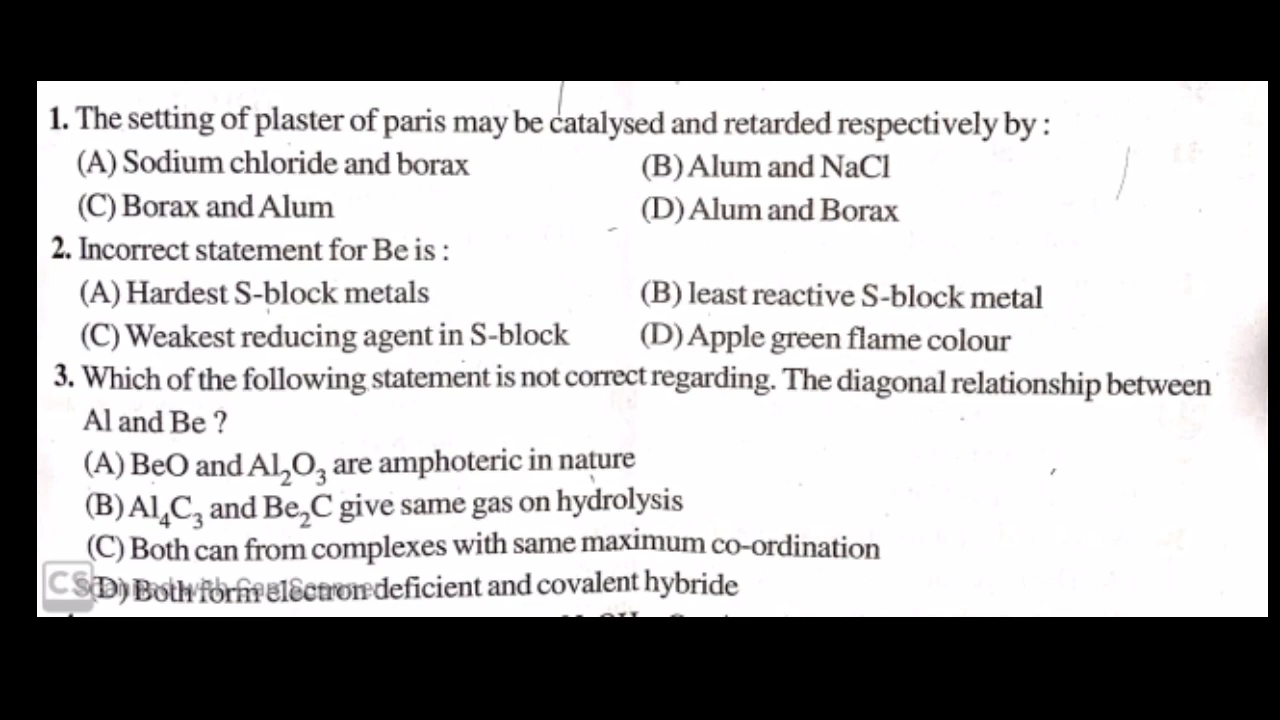 1. The setting of plaster of paris may be catalysed and retarded respectively by :
(A) Sodium chloride and borax (B) Alum and NaCl
(C) Borax and Alum (D) Alum and Borax
2. Incorrect statement for Be is :
(A) Hardest S-block metals (B) least reactive S-block metal
(C) Weakest reducing agent in S-block (D) Apple green flame colour
3. Which of the following statement is not correct regarding. The diagonal relationship between
Al and Be ?
(A) BeO and Al₂O₃ are amphoteric in nature
(B) Al₄C₃ and Be₂C give same gas on hydrolysis
(C) Both can from complexes with same maximum co-ordination
(D) Both form electron deficient and covalent hybride
CS